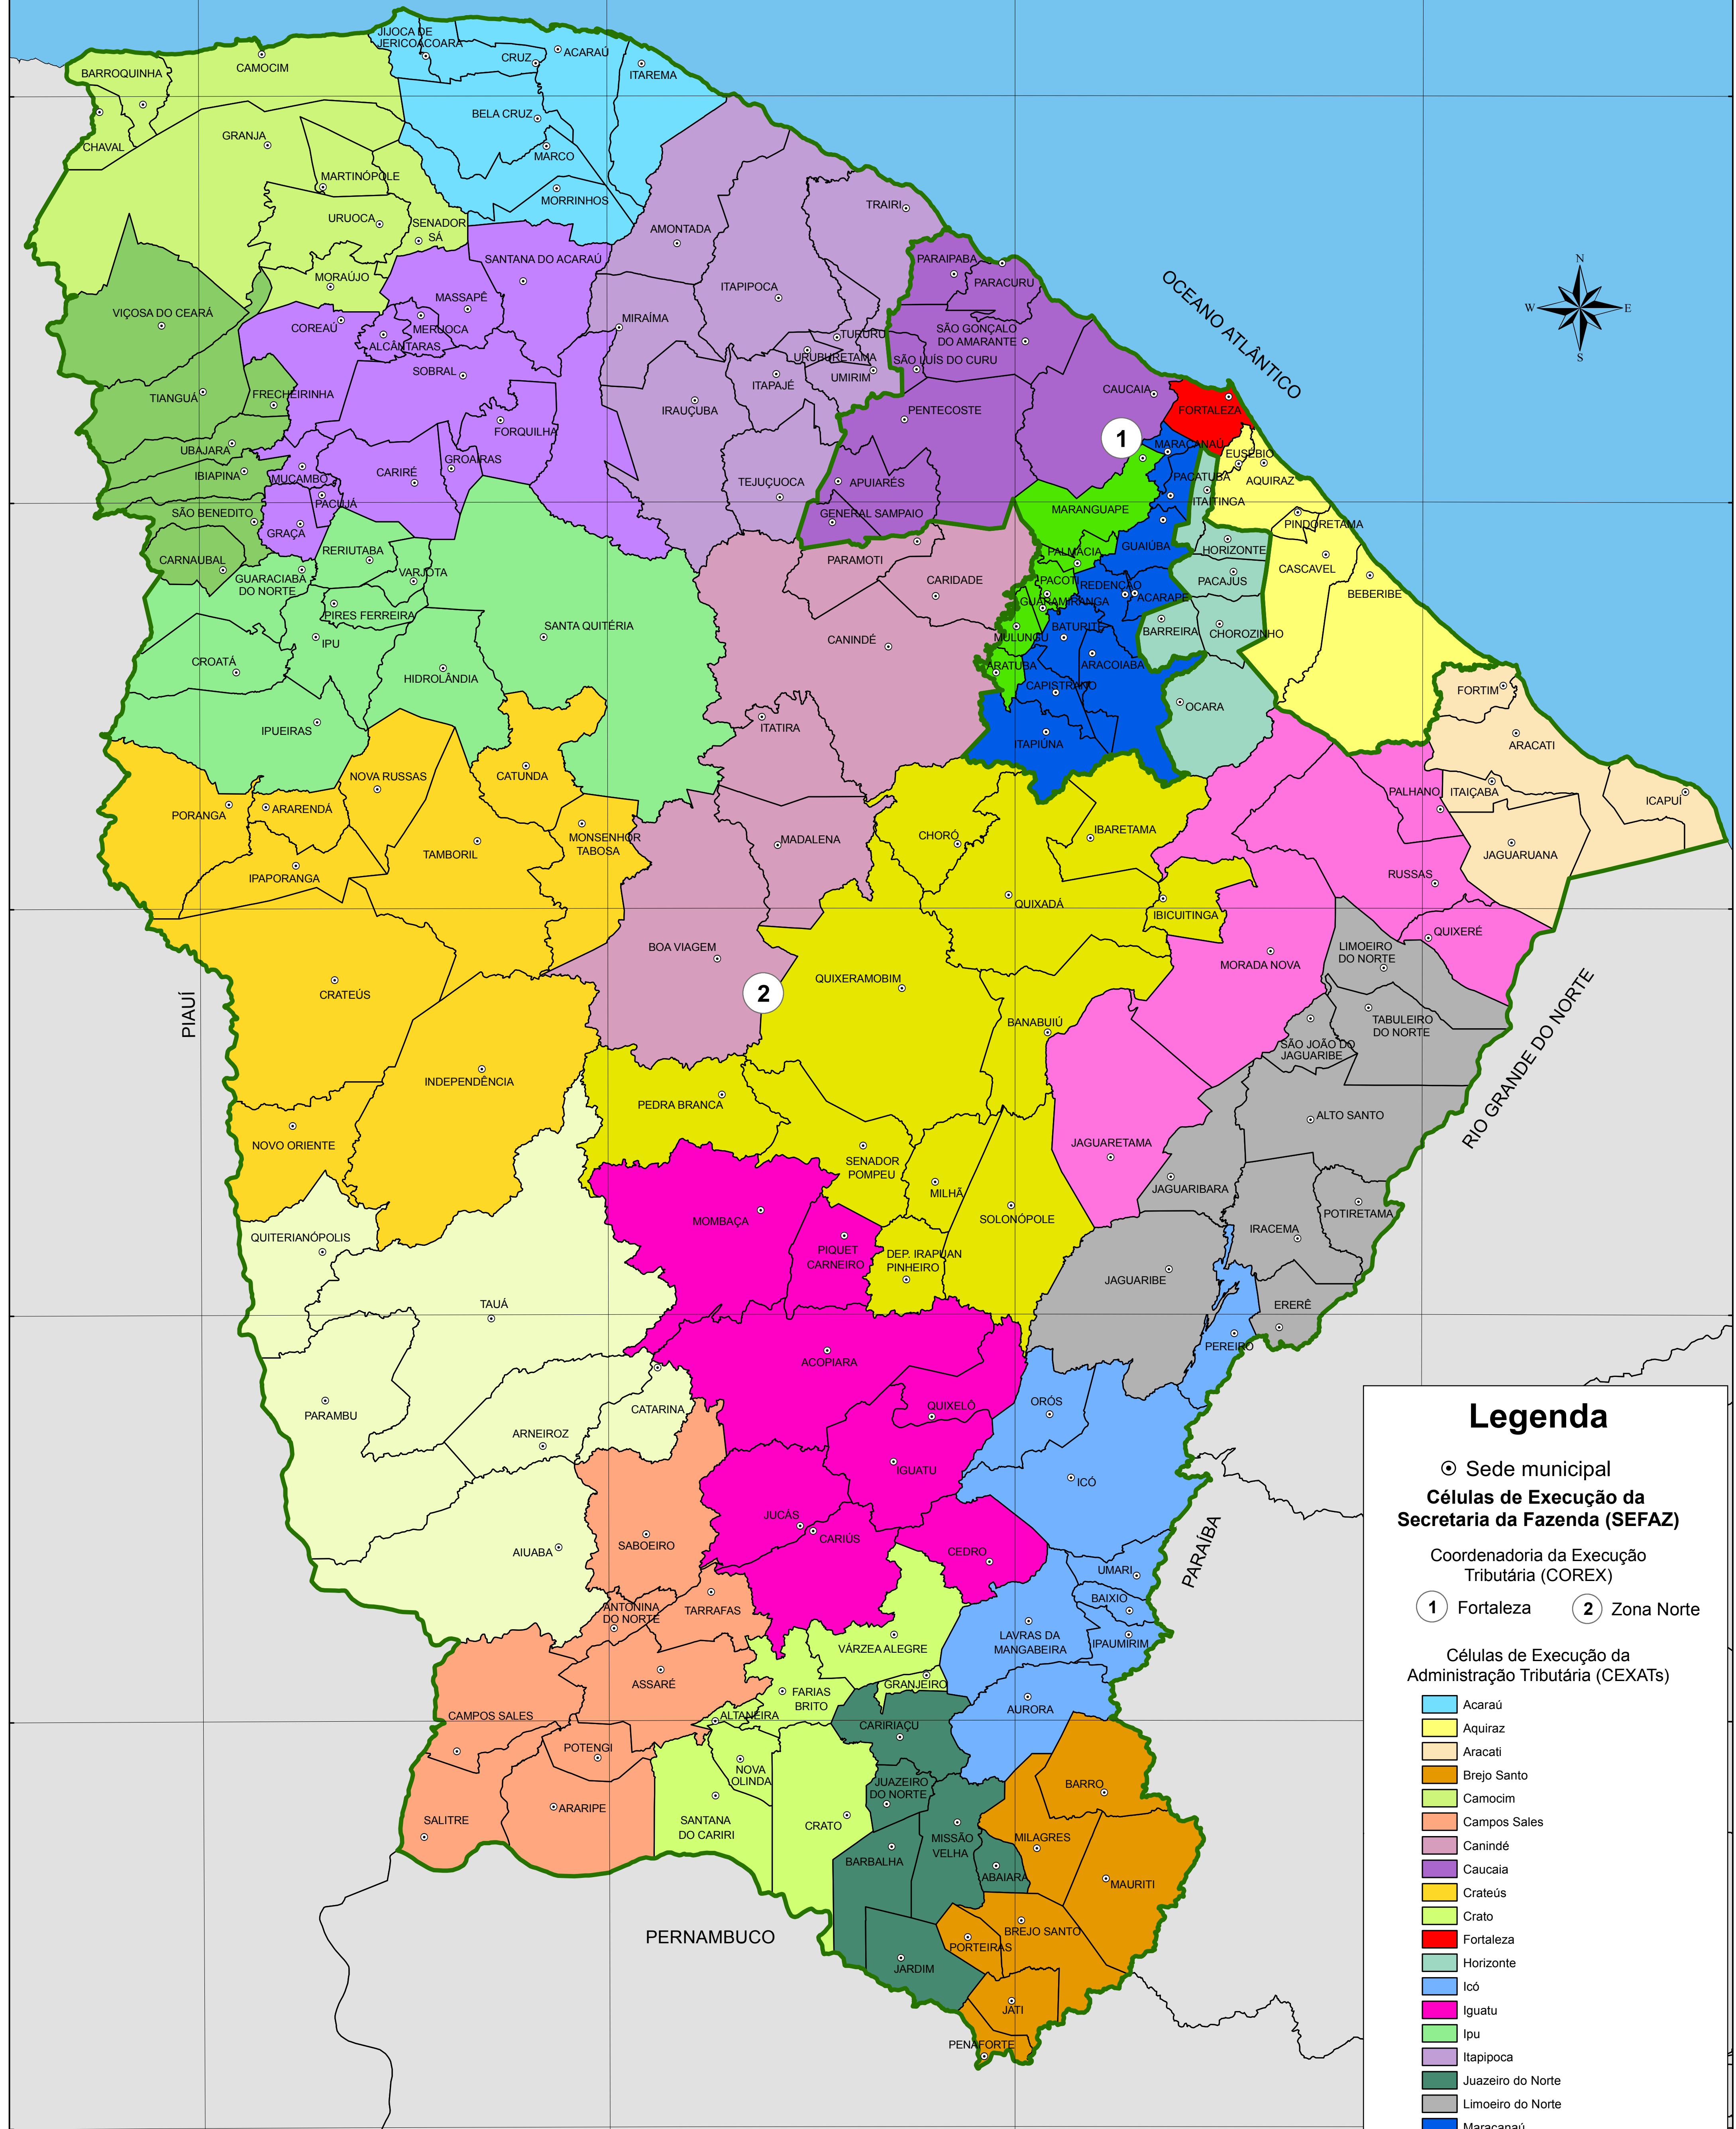 JIJOCA DE
JERICOACOARA
CRUZ
ACARAÚ
ITAREMA
BARROQUINHA
CAMOCIM
BELA CRUZ
CHAVAL
GRANJA
MARCO
MARTINÓPOLE
MORRINHOS
TRAIRI
URUOCA
SENADOR
SÁ
AMONTADA
SANTANA DO ACARAÚ
PARAIPABA
MORAÚJO
PARACURU
ITAPIPOCA
MASSAPÊ
VIÇOSA DO CEARÁ
COREAÚ
MERUOCA
MIRAÍMA
SÃO GONÇALO
DO AMARANTE
TURURU
ALCÂNTARAS
URUBURETAMA
SÃO LUÍS DO CURU
SOBRAL
UMIRIM
ITAPAJÉ
OCEANO ATLÂNTICO
N
W
E
S
TIANGUÁ
FRECHEIRINHA
IRAUÇUBA
CAUCAIA
FORTALEZA
PENTECOSTE
FORQUILHA
1
MARACANAÚ
EUSÉBIO
UBAJARA
GROAÍRAS
IBIAPINA
MUCAMBO
CARIRÉ
TEJUÇUOCA
APUIARÉS
PACATUBA
AQUIRAZ
ITAITINGA
PACUJÁ
SÃO BENEDITO
GRAÇA
GENERAL SAMPAIO
MARANGUAPE
PINDORETAMA
RERIUTABA
CARNAUBAL
PARAMOTI
PALMÁCIA
GUAIÚBA
HORIZONTE
CASCAVEL
GUARACIABA
DO NORTE
VARJOTA
CARIDADE
PACOTI
REDENÇÃO
PACAJUS
BEBERIBE
PIRES FERREIRA
GUARAMIRANGA
ACARAPE
SANTA QUITÉRIA
MULUNGU
BATURITÉ
BARREIRA
CHOROZINHO
IPU
CANINDÉ
CROATÁ
HIDROLÂNDIA
ARATUBA
ARACOIABA
CAPISTRANO
FORTIM
OCARA
IPUEIRAS
ITATIRA
ITAPIÚNA
ARACATI
NOVA RUSSAS
CATUNDA
PALHANO
ITAIÇABA
ICAPUÍ
PORANGA
ARARENDÁ
MONSENHOR
TABOSA
MADALENA
CHORÓ
IBARETAMA
TAMBORIL
JAGUARUANA
IPAPORANGA
RUSSAS
QUIXADÁ
IBICUITINGA
QUIXERÉ
BOA VIAGEM
LIMOEIRO
DO NORTE
MORADA NOVA
QUIXERAMOBIM
CRATEÚS
2
PIAUÍ
BANABUIÚ
TABULEIRO
DO NORTE
SÃO JOÃO DO
JAGUARIBE
RIO GRANDE DO NORTE
INDEPENDÊNCIA
PEDRA BRANCA
ALTO SANTO
NOVO ORIENTE
JAGUARETAMA
SENADOR
POMPEU
MILHÃ
JAGUARIBARA
SOLONÓPOLE
POTIRETAMA
MOMBAÇA
IRACEMA
QUITERIANÓPOLIS
PIQUET
CARNEIRO
DEP. IRAPUAN
PINHEIRO
JAGUARIBE
TAUÁ
ERERÊ
PEREIRO
ACOPIARA
ORÓS
PARAMBU
CATARINA
QUIXELÔ
ARNEIROZ
IGUATU
ICÓ
JUCÁS
CARIÚS
SABOEIRO
AIUABA
CEDRO
PARAÍBA
UMARI
BAIXIO
ANTONINA
DO NORTE
TARRAFAS
LAVRAS DA
MANGABEIRA
IPAUMIRIM
VÁRZEA ALEGRE
ASSARÉ
GRANJEIRO
FARIAS
BRITO
AURORA
CAMPOS SALES
ALTANEIRA
CARIRIAÇU
POTENGI
NOVA
OLINDA
JUAZEIRO
DO NORTE
BARRO
SALITRE
ARARIPE
SANTANA
DO CARIRI
CRATO
MISSÃO
VELHA
MILAGRES
BARBALHA
ABAIARA
MAURITI
BREJO SANTO
PERNAMBUCO
PORTEIRAS
JARDIM
JATI
PENAFORTE
Legenda
Sede municipal
Células de Execução da
Secretaria da Fazenda (SEFAZ)
Coordenadoria da Execução
Tributária (COREX)
1 Fortaleza 2 Zona Norte
Células de Execução da
Administração Tributária (CEXATs)
Acaraú
Aquiraz
Aracati
Brejo Santo
Camocim
Campos Sales
Canindé
Caucaia
Crateús
Crato
Fortaleza
Horizonte
Icó
Iguatu
Ipu
Itapipoca
Juazeiro do Norte
Limoeiro do Norte
Maracanaú